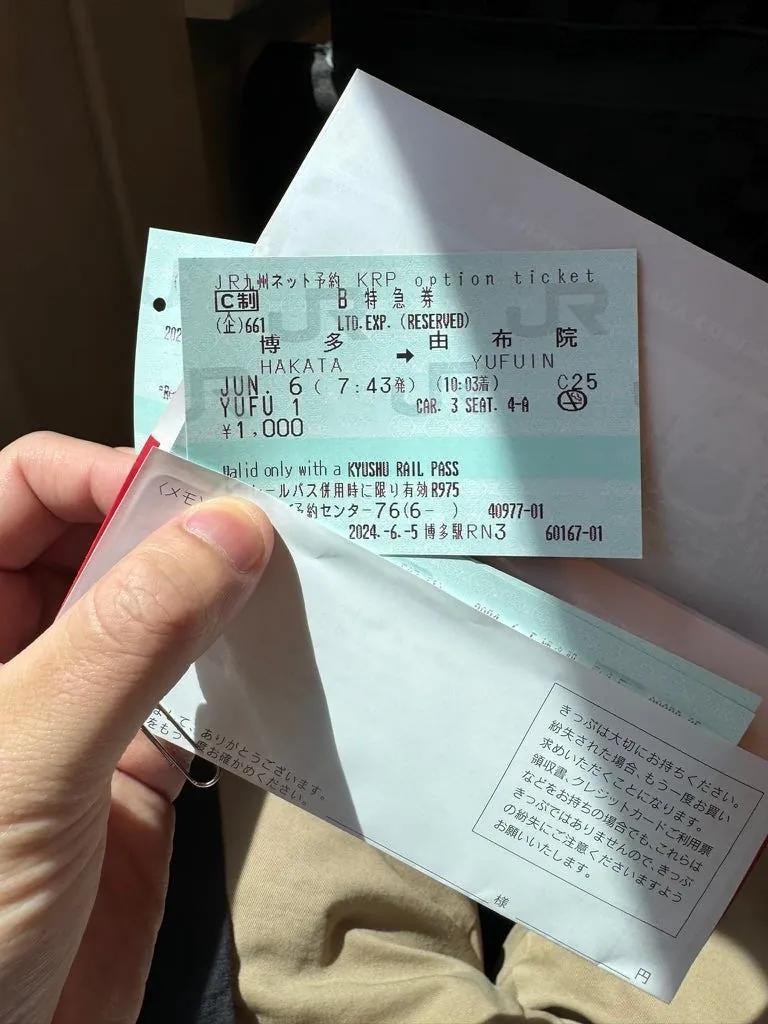 JR九州ネット予約 KRP option ticket
C制 B特急券
(企)661 LTD.EXP. (RESERVED)
博多 → 由布院
HAKATA YUFUIN
JUN. 6 ( 7:43発) (10:03着) C25
YUFU 1 CAR. 3 SEAT. 4-A
¥1,000
Valid only with a KYUSHU RAIL PASS
ールパス併用時に限り有効R975
予約センター76(6- ) 40977-01
2024.-6.-5 博多駅RN3 60167-01
202
〈メモ
して、ありがとうございます。
をもう 度お確かめください。
きっぷは大切にお持ちください。
紛失された場合、もう一度お買い
求めいただくことになります。
領収書、クレジットカードご利用票
などをお持ちの場合でも、これらは
きっぷではありませんので、きっぷ
の紛失にご注意くださいますよう
お願いいたします。
様
円